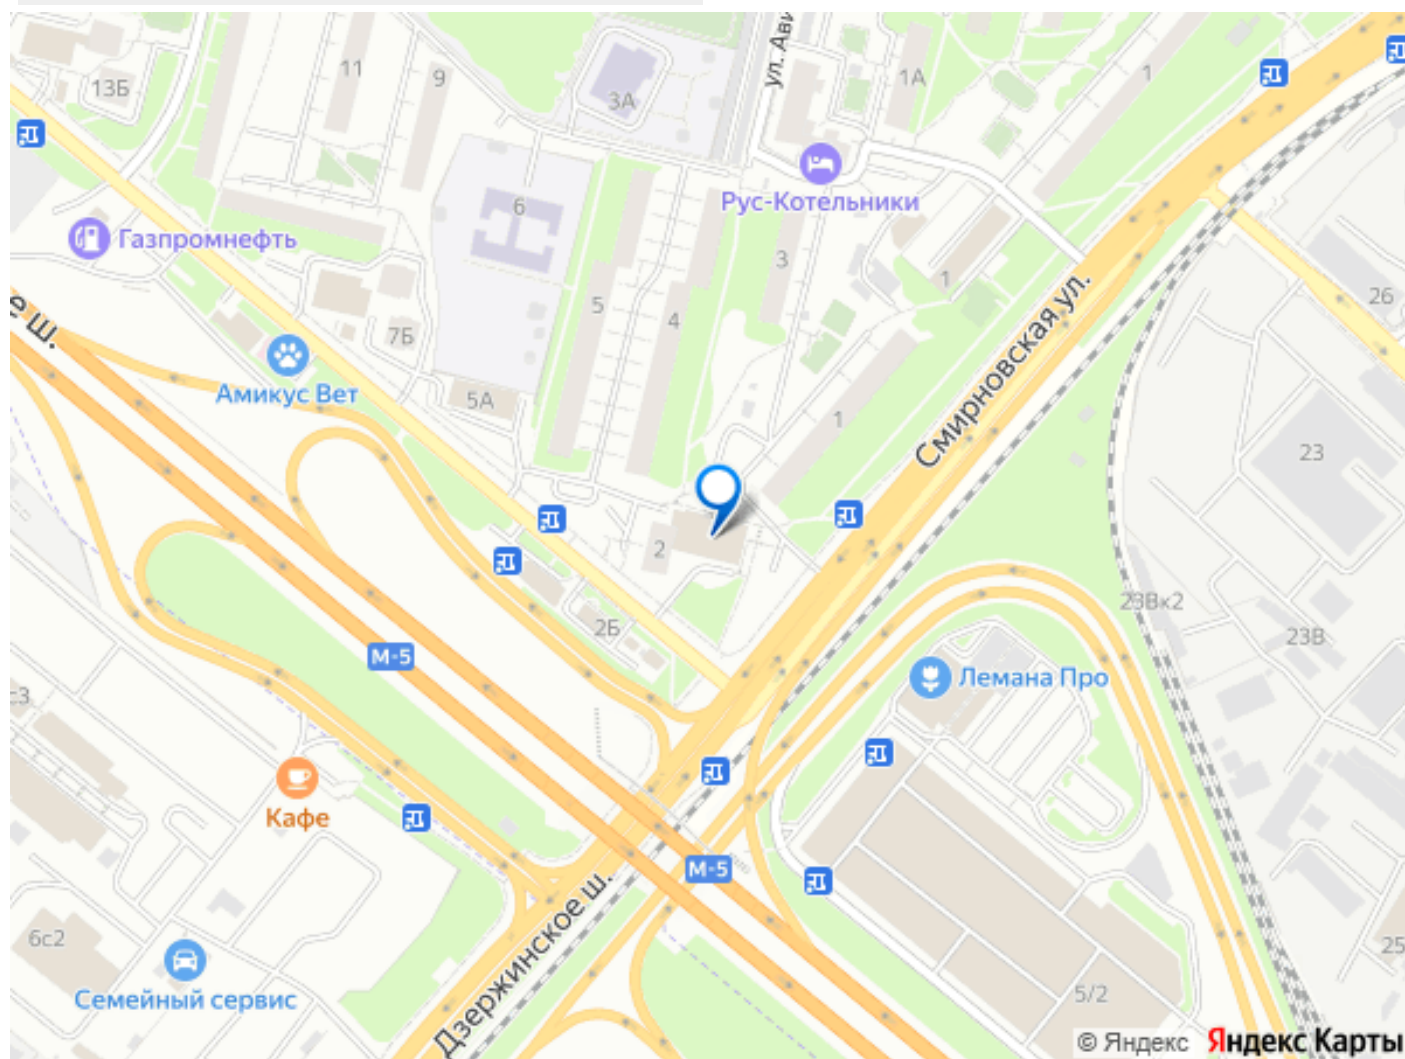 13Б
11
9
3А
ул. Ави
1А
1
Рус-Котельники
6
Газпромнефть
3
1
26
5
4
7Б
е ш.
Амикус Вет
5А
Смирновская ул.
1
23
2
2Б
23Вк2
23В
М-5
Лемана Про
с3
Кафе
М-5
Дзержинское ш.
6с2
Семейный сервис
25
5/2
© Яндекс Яндекс Карты